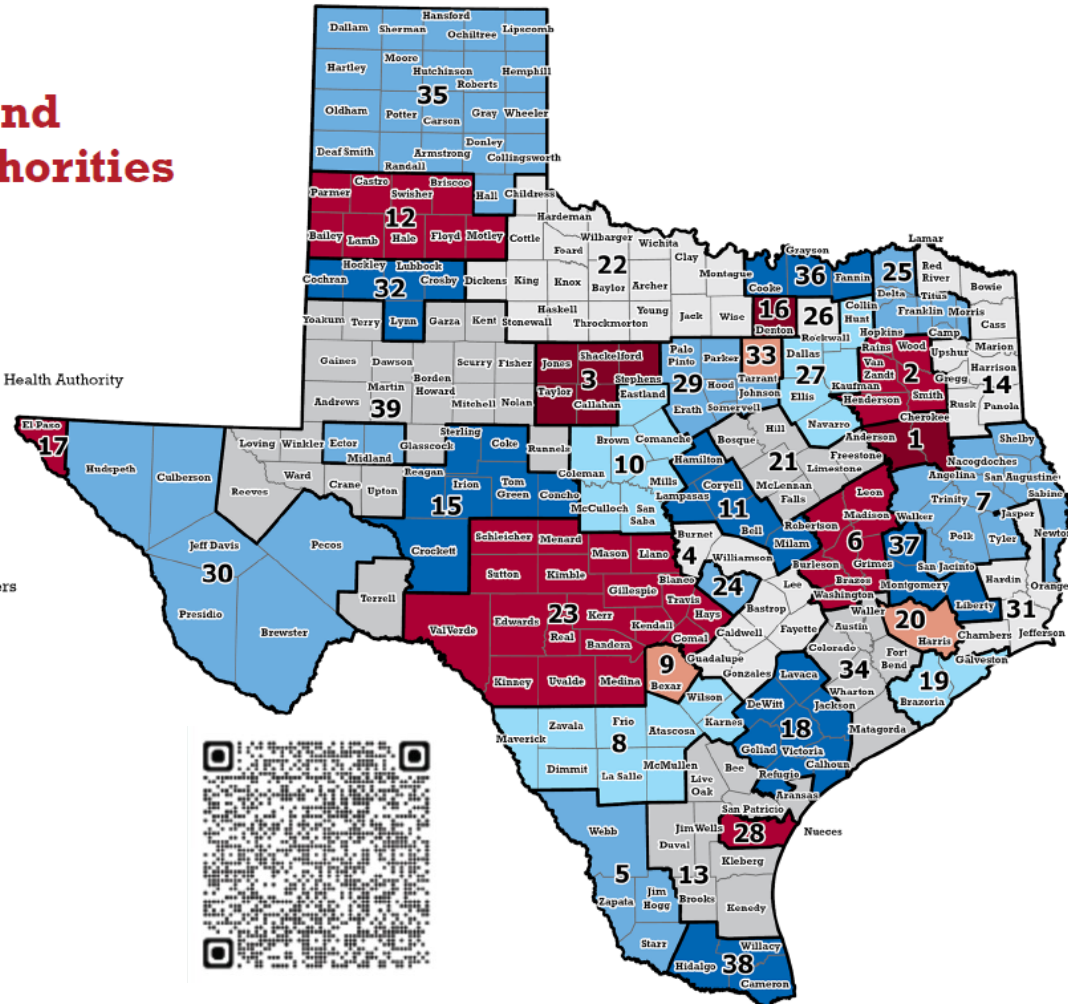 nd
horities
Health Authority
ers
Hansford
Dallam Sherman Ochiltree Lipscomb
Moore
Hartley Hutchinson Hemphill
Roberts
35
Oldham Potter Carson Gray Wheeler
Donley
Deaf Smith Armstrong Collingsworth
Randall
Castro Briscoe
Parmer Swisher Hall Childress
12
Bailey Lamb Hale Floyd Motley Cottle
Hardeman
Foard Wilbarger Wichita Clay
22
Hockley Lubbock
Cochran Crosby Dickens King Knox Baylor Archer Montague
32
Yoakum Terry Lynn Garza Kent Stonewall Haskell Throckmorton Young Jack Wise
Grayson
Cooke 36 Fannin
Lamar
25 Red River Bowie
Delta Titus
Franklin Morris
Hopkins Camp Cass
16 Denton
26 Collin Hunt
Rockwall
Gaines Dawson Scurry Fisher
Borden
Martin Howard
Andrews 39 Mitchell Nolan
Jones Shackelford
3
Taylor Callahan Stephens
Eastland
Palo Pinto Parker
29 Hood Johnson
Erath Somervell
33 Tarrant
Dallas
27
Ellis Kaufman
Navarro
Rains Wood
Van Zandt 2
Henderson Smith
Upshur Marion
Harrison
Gregg 14
Rusk Panola
Cherokee
Anderson 1
El Paso
17
Hudspeth Culberson
Loving Winkler Ector Midland Glasscock
Ward Crane Upton
Reeves
Sterling Coke Runnels
Reagan Irion Tom Green Concho
15
Crockett
Brown Comanche
10
Coleman Mills
McCulloch San Saba
Hamilton
Coryell
Lampasas 11
Bell Milam
Bosque Hill
21 Freestone
Limestone
McLennan
Falls
Leon
Madison
Robertson
6
Burleson Grimes
Brazos
Washington
Shelby
Nacogdoches
Angelina San Augustine
Trinity 7 Sabine
Polk Tyler
Jasper Newton
Walker
37
San Jacinto
Montgomery Liberty
Hardin Orange
31
Chambers Jefferson
Jeff Davis Pecos
30
Presidio Brewster
Terrell
Schleicher Menard
Mason Llano
Sutton Kimble
Gillespie Blanco
Edwards 23 Kerr
Real Kendall Hays
ValVerde Bandera Comal
Kinney Uvalde Medina
Burnet
4 Williamson
24
Travis
Lee
Bastrop
Caldwell Fayette
Guadalupe
Gonzales
9
Bexar
Waller
Austin
Colorado
34 Fort Bend
Wharton
Matagorda
20
Harris
Galveston
19
Brazoria
Lavaca
DeWitt Jackson
18
Goliad Victoria
Calhoun
Refugio
Wilson
Karnes
Zavala Frio
Maverick 8 Atascosa
Dimmit La Salle McMullen
Live Oak Bee
Aransas
San Patricio
Jim Wells 28 Nueces
Duval
Kleberg
13
Brooks
Kenedy
Webb
5
Zapata Jim Hogg
Starr
Willacy
Hidalgo 38
Cameron